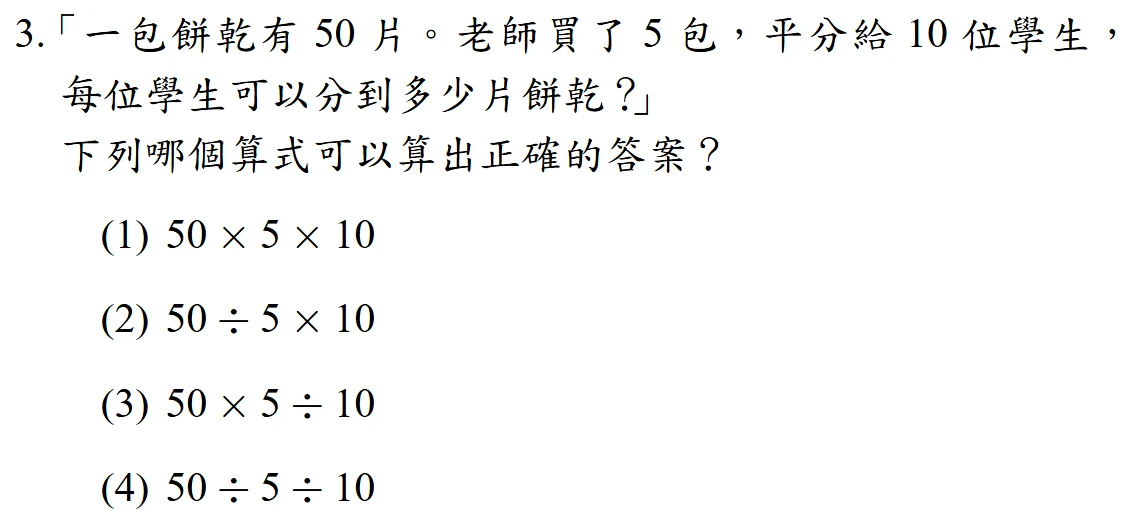 3.「一包餅乾有 50 片。老師買了 5 包，平分給 10 位學生，
每位學生可以分到多少片餅乾？」
下列哪個算式可以算出正確的答案？
(1) 50 × 5 × 10
(2) 50 ÷ 5 × 10
(3) 50 × 5 ÷ 10
(4) 50 ÷ 5 ÷ 10